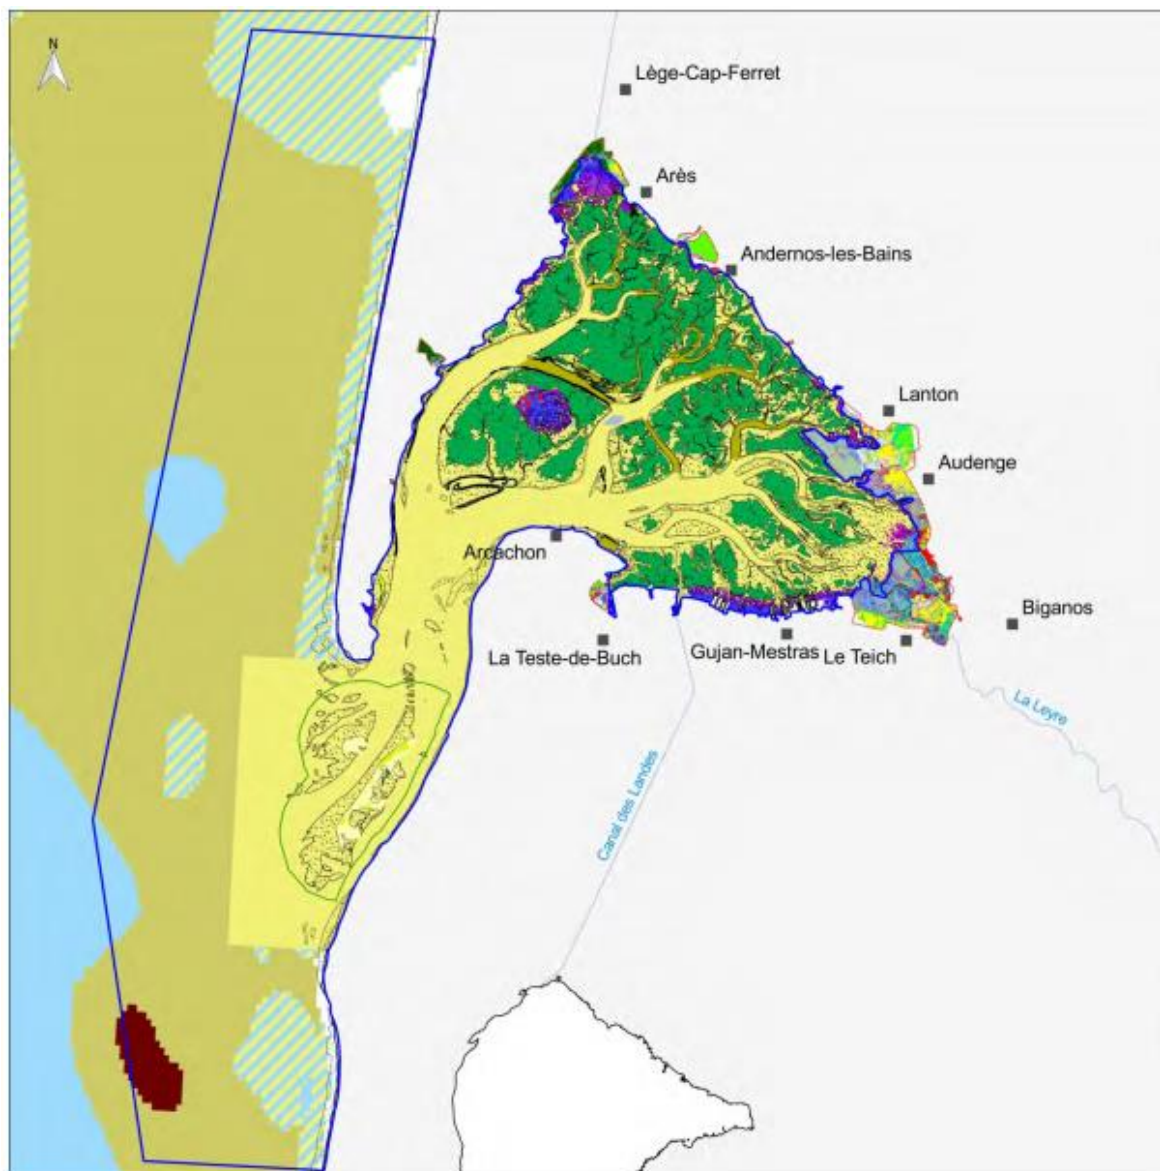 N
Lège-Cap-Ferret
Arès
Andernos-les-Bains
Lanton
Audenge
Arcachon
Biganos
La Teste-de-Buch
Gujan-Mestras
Le Teich
La Leyre
Canal des Landes